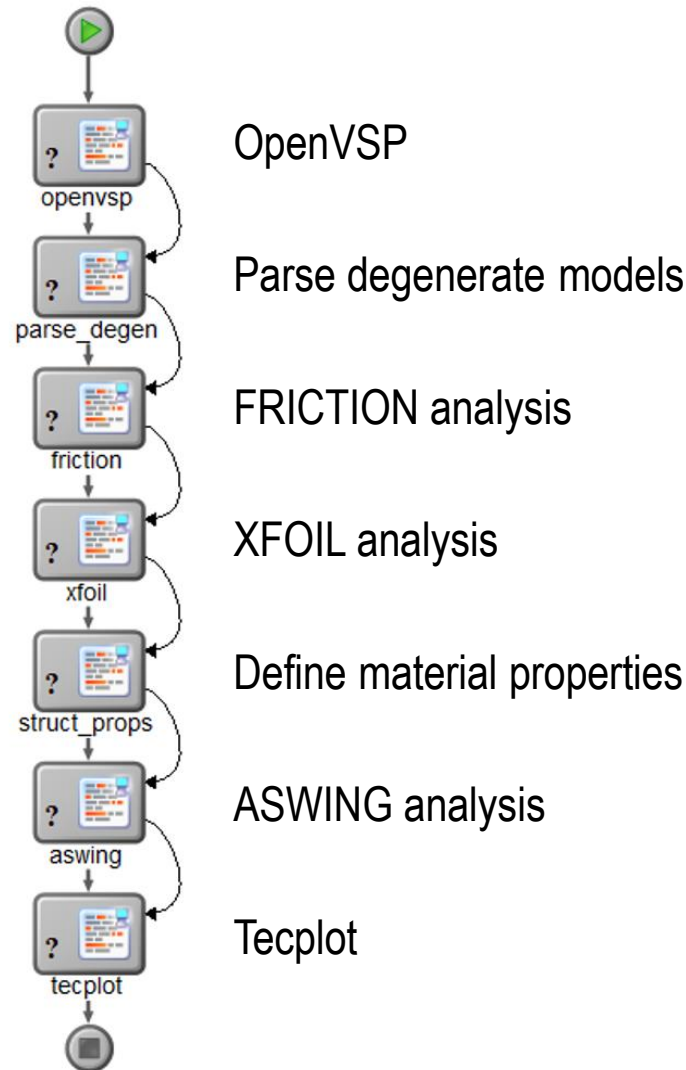 ? openvsp
OpenVSP
? parse_degen
Parse degenerate models
? friction
FRICTION analysis
? xfoil
XFOIL analysis
? struct_props
Define material properties
? aswing
ASWING analysis
? tecplot
Tecplot